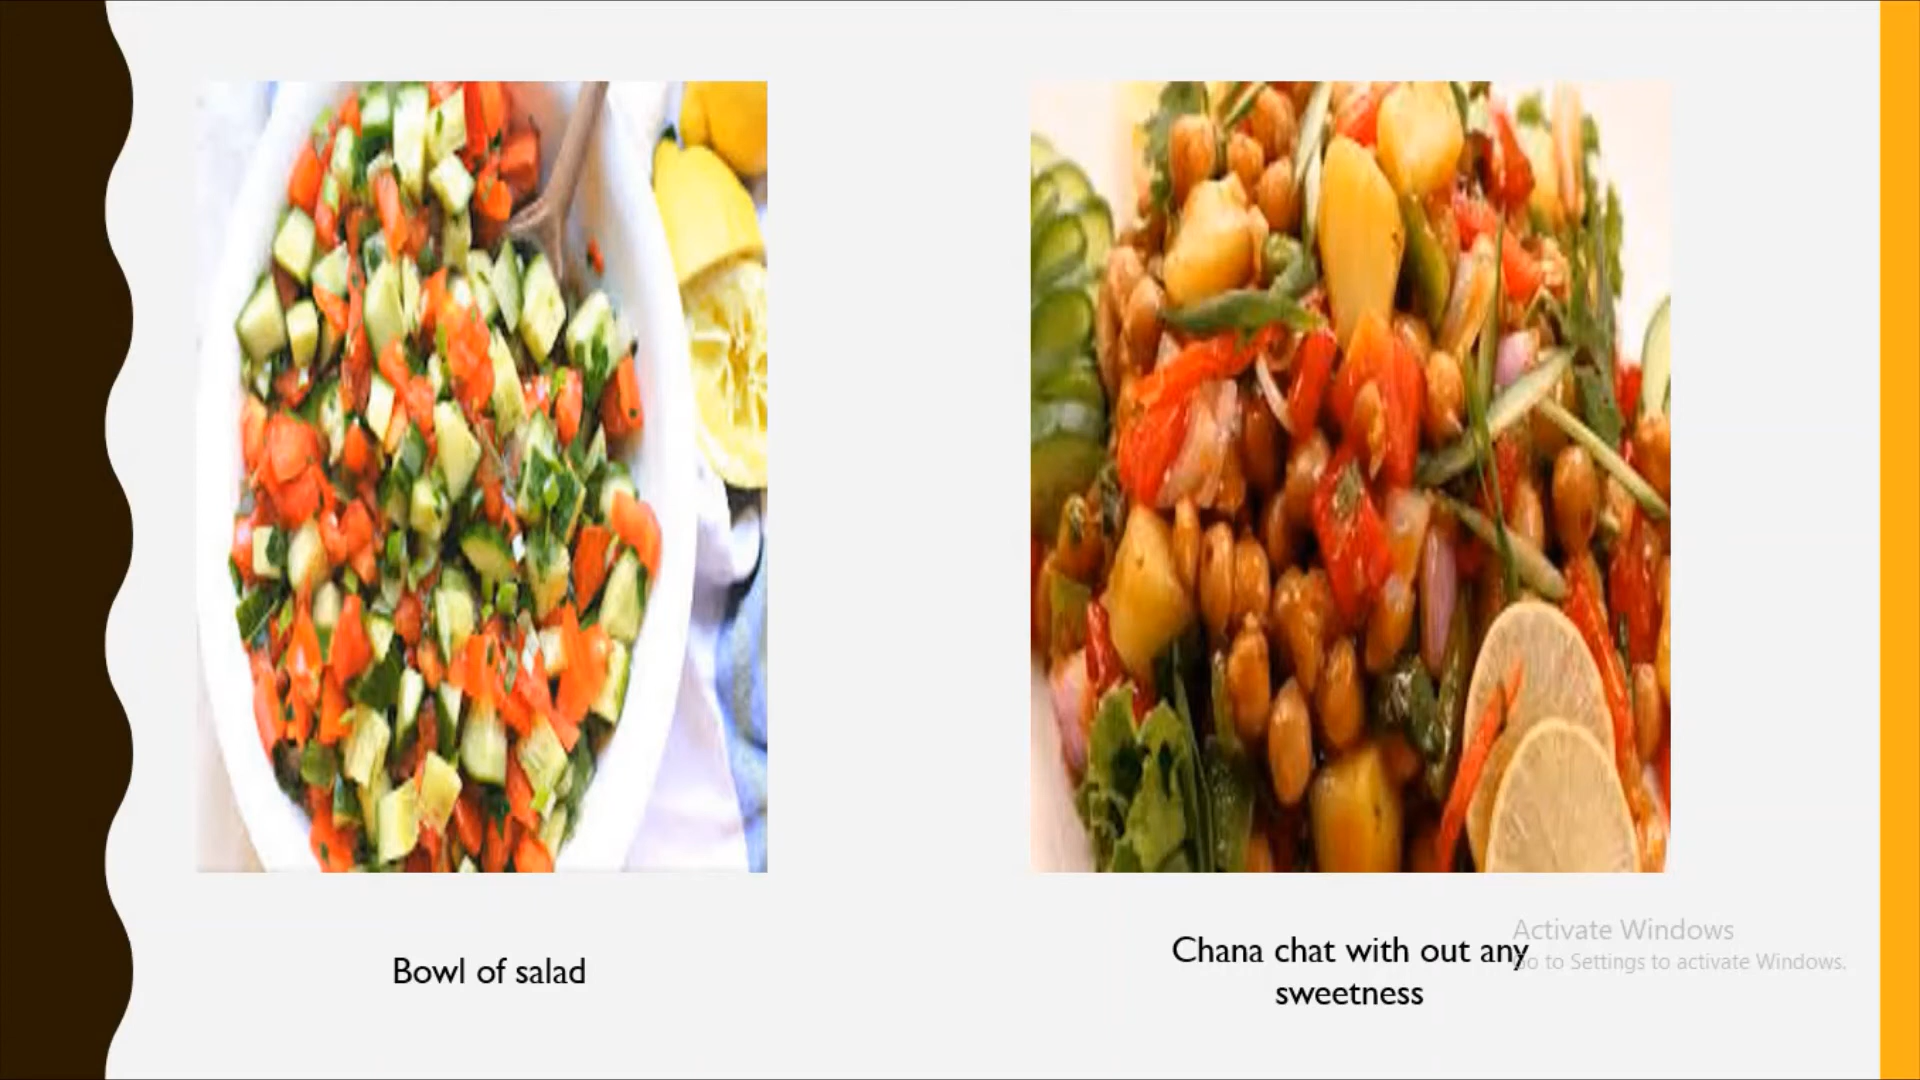 Bowl of salad
Chana chat with out any
sweetness
Activate Windows
Go to Settings to activate Windows.